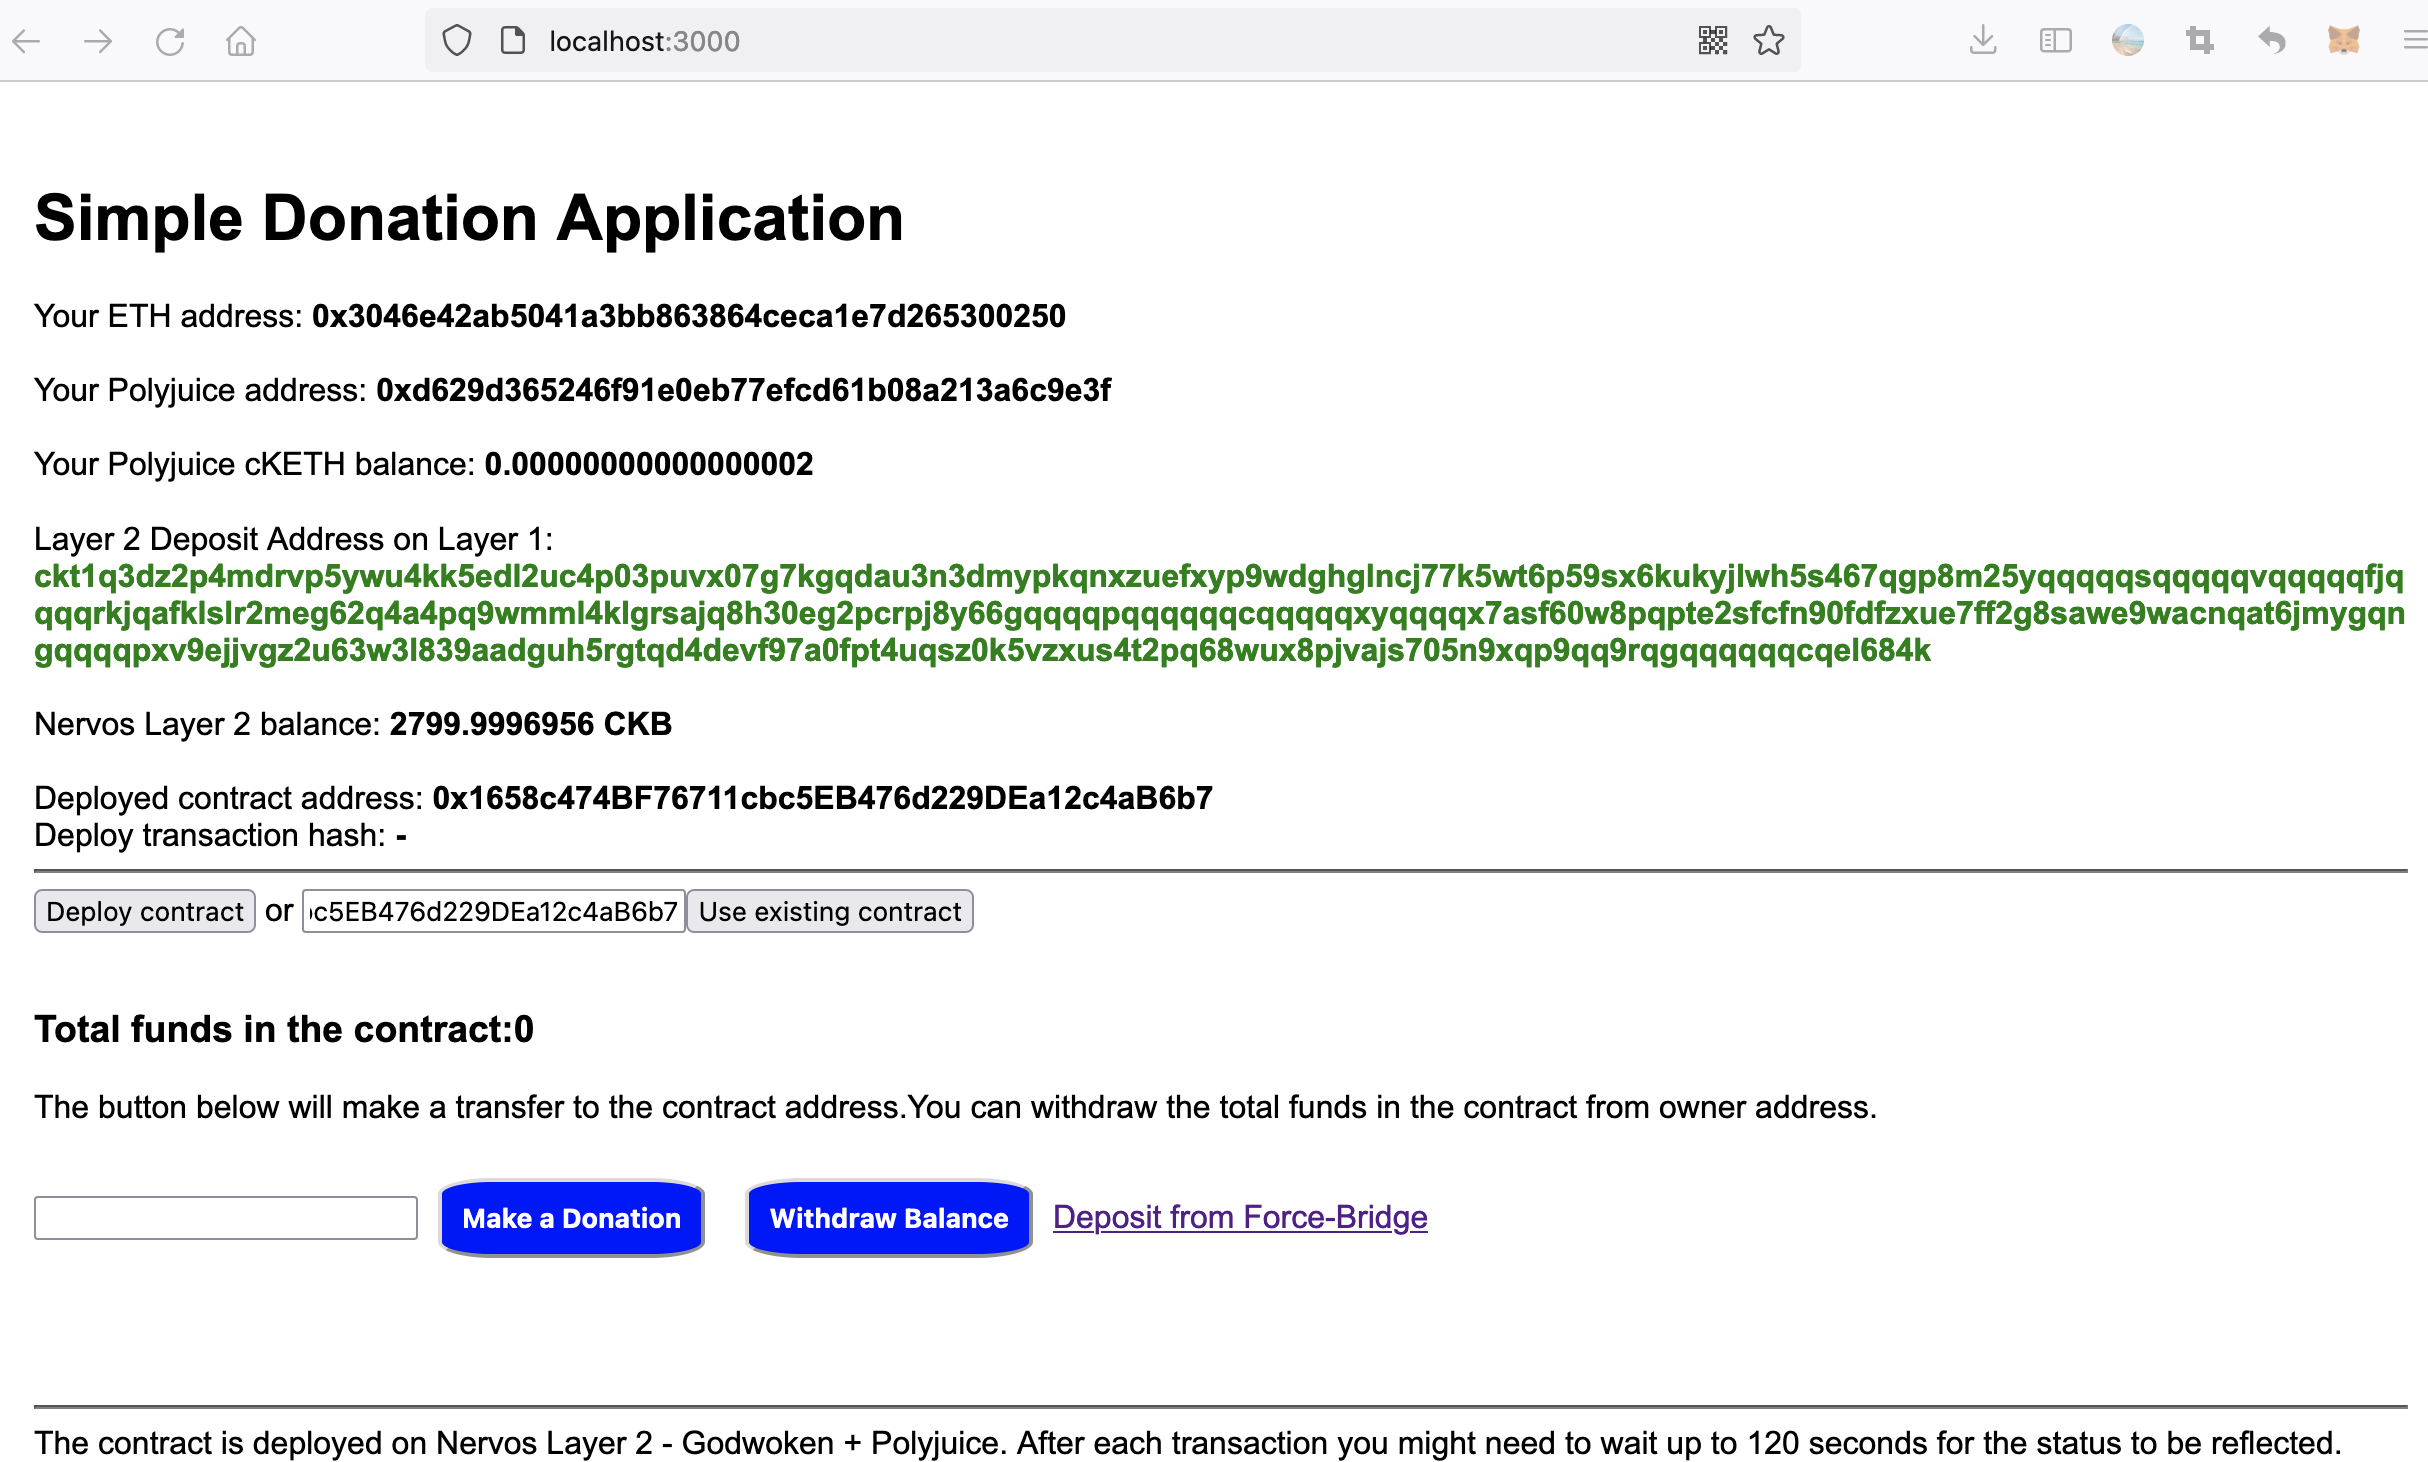 localhost:3000
Simple Donation Application
Your ETH address: 0x3046e42ab5041a3bb863864ceca1e7d265300250
Your Polyjuice address: 0xd629d365246f91e0eb77efcd61b08a213a6c9e3f
Your Polyjuice cKETH balance: 0.00000000000000002
Layer 2 Deposit Address on Layer 1:
ckt1q3dz2p4mdrvp5ywu4kk5edl2uc4p03puvx07g7kgqdau3n3dmypkqnxzuefxyp9wdghglncj77k5wt6p59sx6kukyjlwh5s467qgp8m25yqqqqqsqqqqqvqqqqqfjq
qqqrkjqafklslr2meg62q4a4pq9wmml4klgrsajq8h30eg2pcrpj8y66gqqqqpqqqqqqcqqqqqxyqqqqx7asf60w8pqpte2sfcfn90fdfzxue7ff2g8sawe9wacnqat6jmygqn
gqqqqpxv9ejjvgz2u63w3l839aadguh5rgtqd4devf97a0fpt4uqsz0k5vzxus4t2pq68wux8pjvajs705n9xqp9qq9rqgqqqqqqcqel684k
Nervos Layer 2 balance: 2799.9996956 CKB
Deployed contract address: 0x1658c474BF76711cbc5EB476d229DEa12c4aB6b7
Deploy transaction hash: -
Deploy contract or c5EB476d229DEa12c4aB6b7 Use existing contract
Total funds in the contract:0
The button below will make a transfer to the contract address.You can withdraw the total funds in the contract from owner address.
Make a Donation Withdraw Balance Deposit from Force-Bridge
The contract is deployed on Nervos Layer 2 - Godwoken + Polyjuice. After each transaction you might need to wait up to 120 seconds for the status to be reflected.